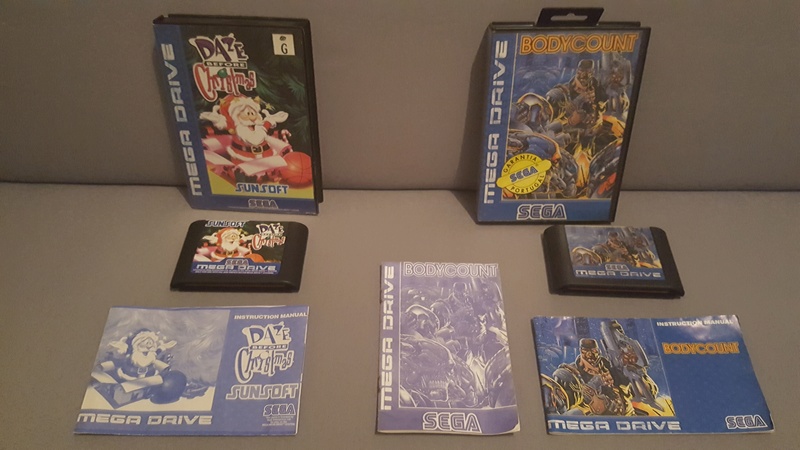 MEGA DRIVE
DAZE
BEFORE
Christmas
G
SUNSOFT
SEGA
MEGA DRIVE
BODYCOUNT
GARANTIA
SEGA
PORTUGAL
SEGA
SUNSOFT
DAZE
BEFORE
Christmas
SEGA
MEGA DRIVE
SEGA
MEGA DRIVE
INSTRUCTION MANUAL
DAZE
BEFORE
Christmas
SUNSOFT
SEGA
MEGA DRIVE
BODYCOUNT
MEGA DRIVE
SEGA
INSTRUCTION MANUAL
BODYCOUNT
MEGA DRIVE
SEGA